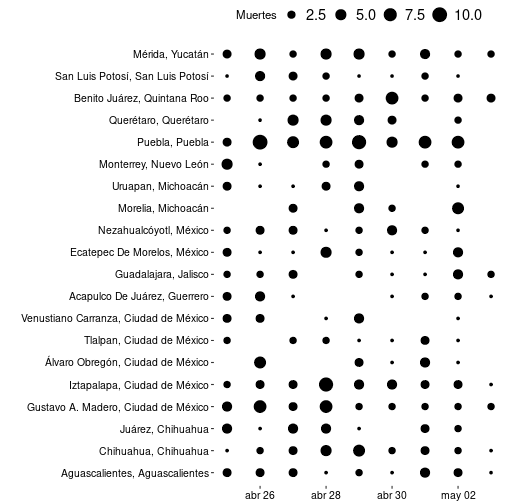 Muertes 2.5 5.0 7.5 10.0
Mérida, Yucatán
San Luis Potosí, San Luis Potosí
Benito Juárez, Quintana Roo
Querétaro, Querétaro
Puebla, Puebla
Monterrey, Nuevo León
Uruapan, Michoacán
Morelia, Michoacán
Nezahualcóyotl, México
Ecatepec De Morelos, México
Guadalajara, Jalisco
Acapulco De Juárez, Guerrero
Venustiano Carranza, Ciudad de México
Tlalpan, Ciudad de México
Álvaro Obregón, Ciudad de México
Iztapalapa, Ciudad de México
Gustavo A. Madero, Ciudad de México
Juárez, Chihuahua
Chihuahua, Chihuahua
Aguascalientes, Aguascalientes
abr 26 abr 28 abr 30 may 02